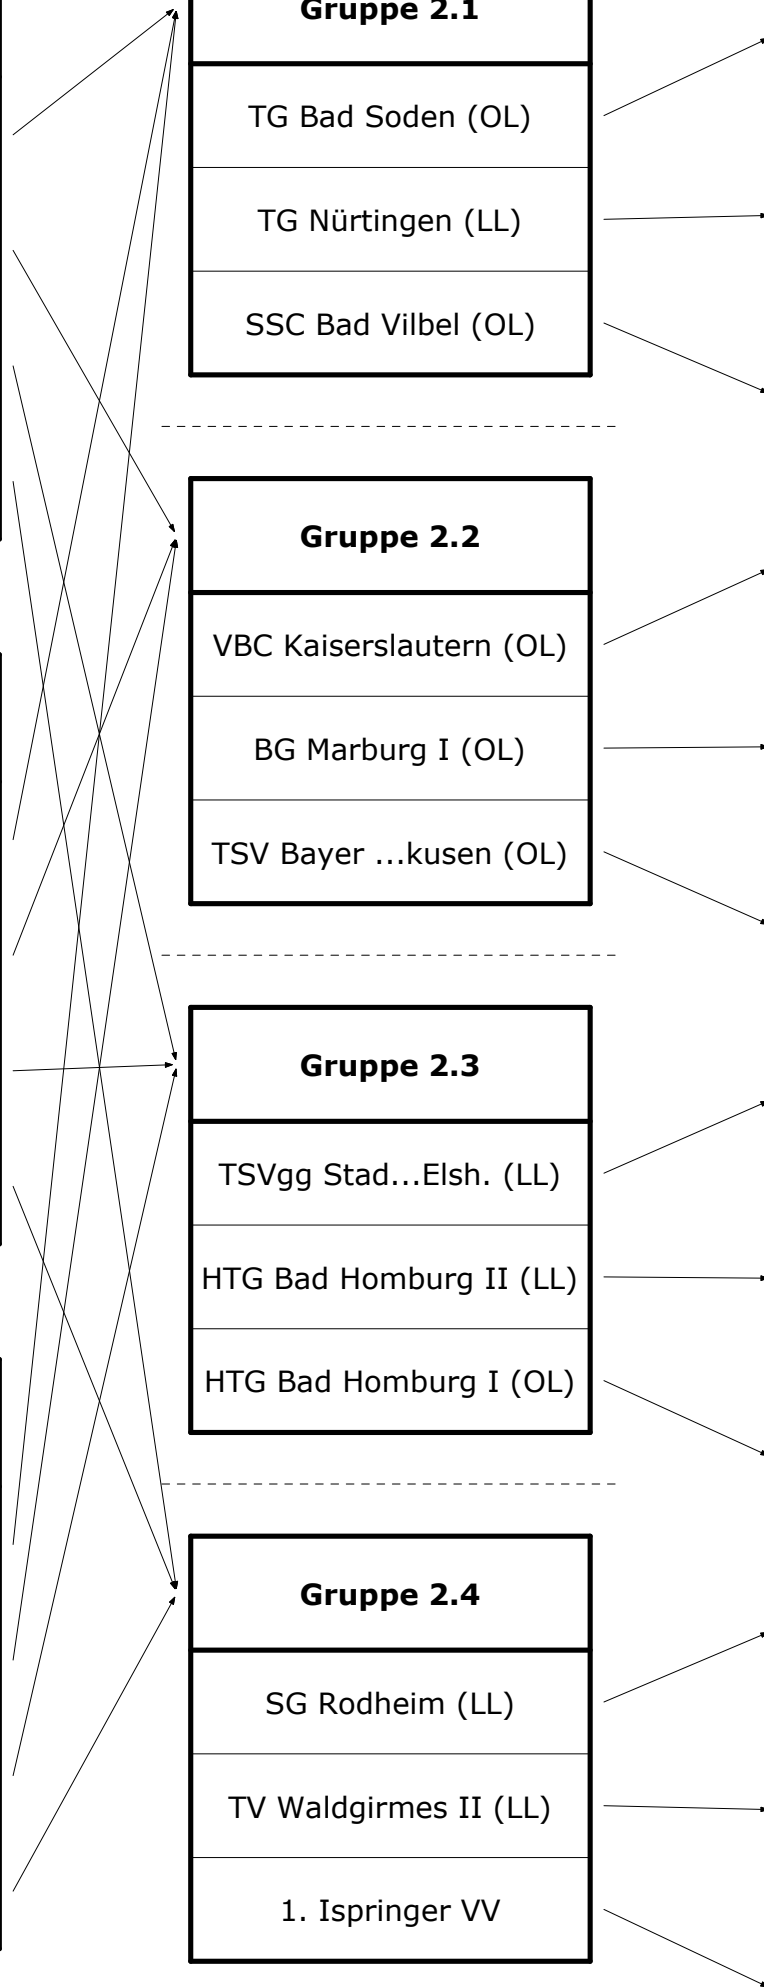 Gruppe 2.1
TG Bad Soden (OL)
TG Nürtingen (LL)
SSC Bad Vilbel (OL)
Gruppe 2.2
VBC Kaiserslautern (OL)
BG Marburg I (OL)
TSV Bayer ...kusen (OL)
Gruppe 2.3
TSVgg Stad...Elsh. (LL)
HTG Bad Homburg II (LL)
HTG Bad Homburg I (OL)
Gruppe 2.4
SG Rodheim (LL)
TV Waldgirmes II (LL)
1. Ispringer VV